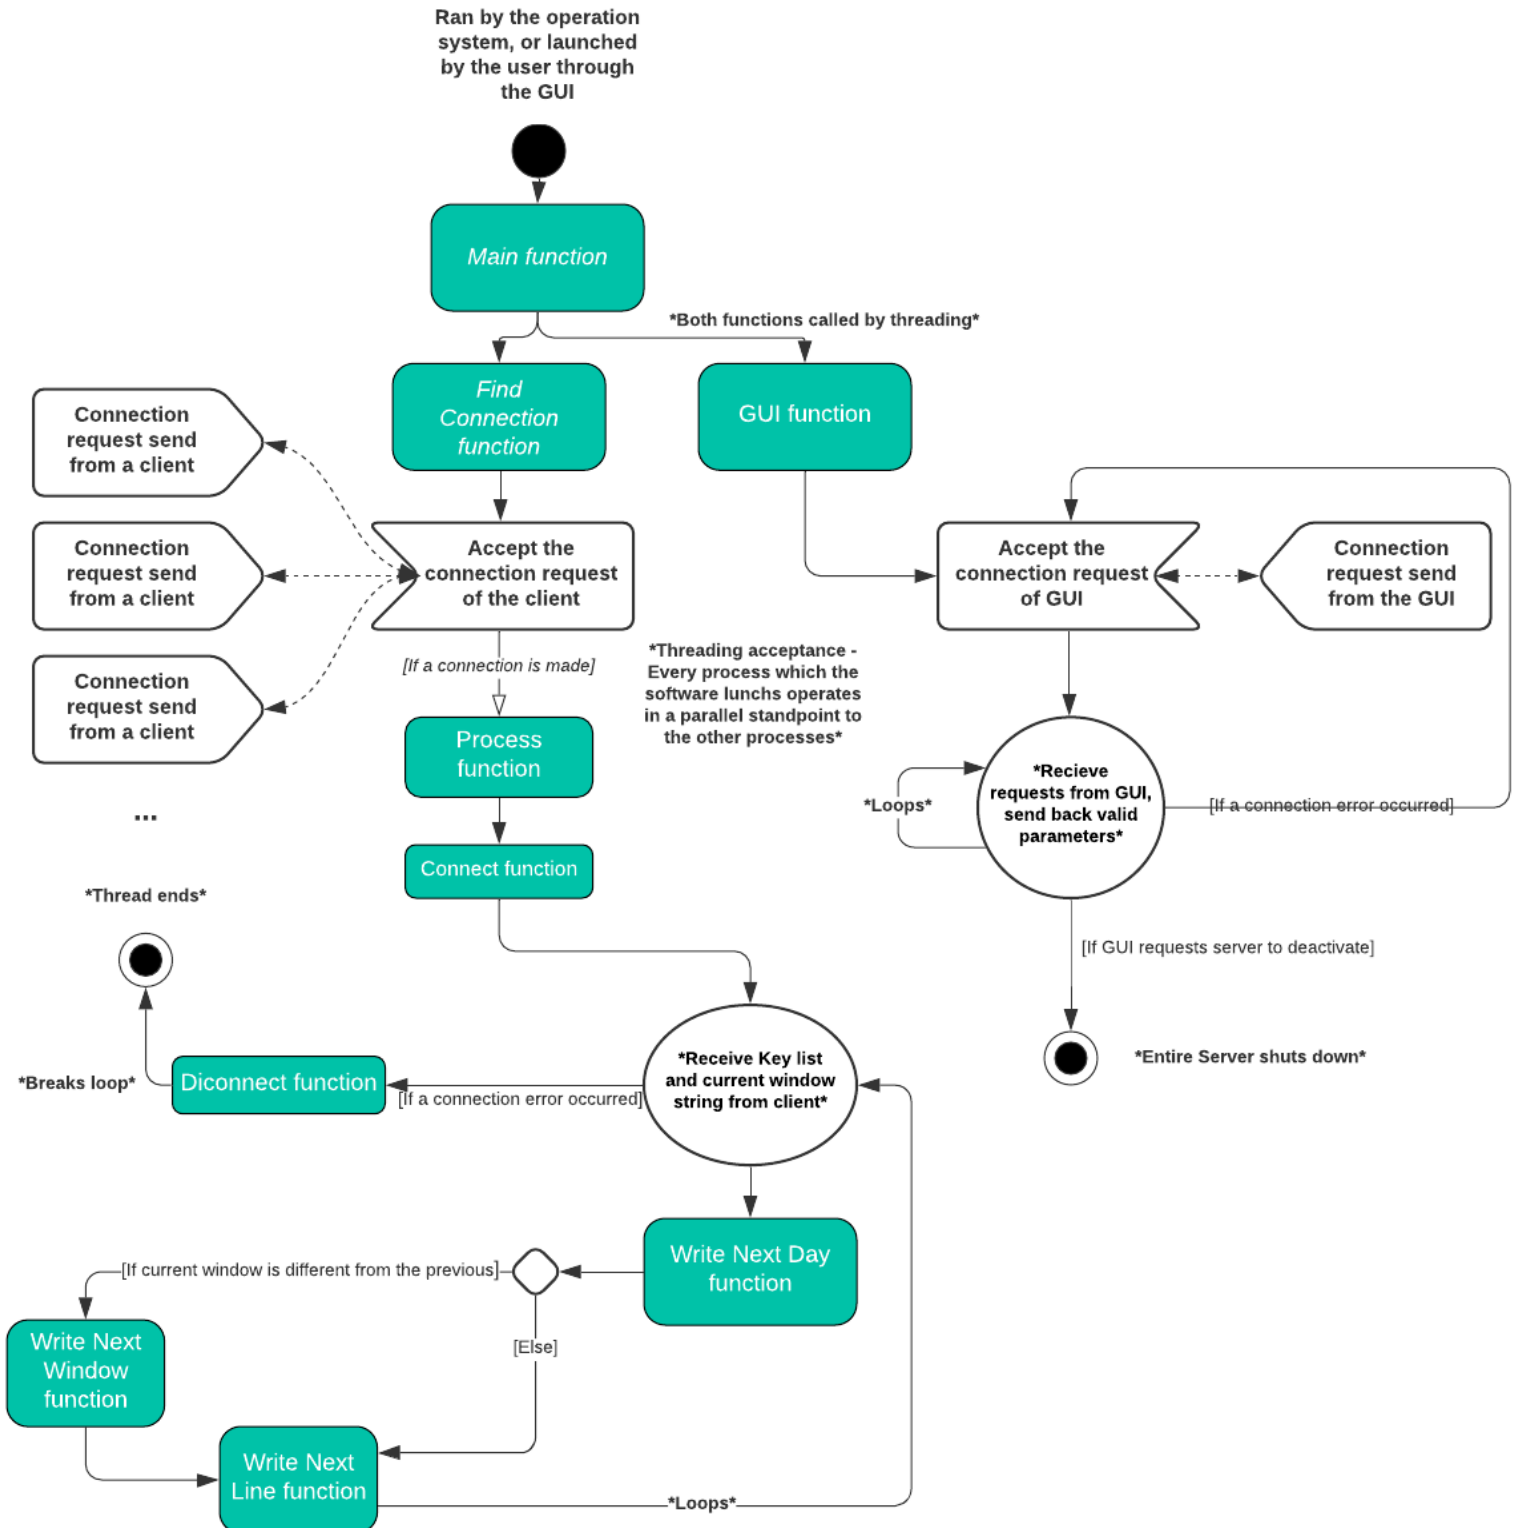 Ran by the operation
system, or launched
by the user through
the GUI
Main function
*Both functions called by threading*
Find
Connection
function
GUI function
Connection
request send
from a client
Connection
request send
from a client
Connection
request send
from a client
...
Accept the
connection request
of the client
Accept the
connection request
of GUI
Connection
request send
from the GUI
[If a connection is made]
*Threading acceptance -
Every process which the
software lunchs operates
in a parallel standpoint to
the other processes*
Process
function
Connect function
*Recieve
requests from GUI,
send back valid
parameters*
*Loops*
[If a connection error occurred]
[If GUI requests server to deactivate]
*Entire Server shuts down*
*Thread ends*
*Breaks loop*
Diconnect function
[If a connection error occurred]
*Receive Key list
and current window
string from client*
Write Next Day
function
[If current window is different from the previous]
[Else]
Write Next
Window
function
Write Next
Line function
*Loops*